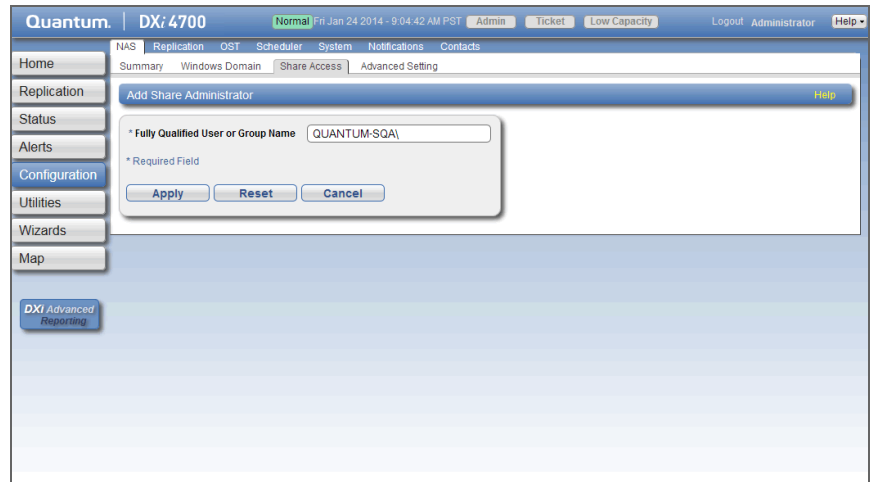 Quantum. DXi 4700 Normal Fri Jan 24 2014 - 9:04:42 AM PST Admin Ticket Low Capacity Logout Administrator Help
NAS Replication OST Scheduler System Notifications Contacts
Summary Windows Domain Share Access Advanced Setting
Home
Replication
Status
Alerts
Configuration
Utilities
Wizards
Map
DXi Advanced
Reporting
Add Share Administrator Help
* Fully Qualified User or Group Name QUANTUM-SQA\
* Required Field
Apply Reset Cancel